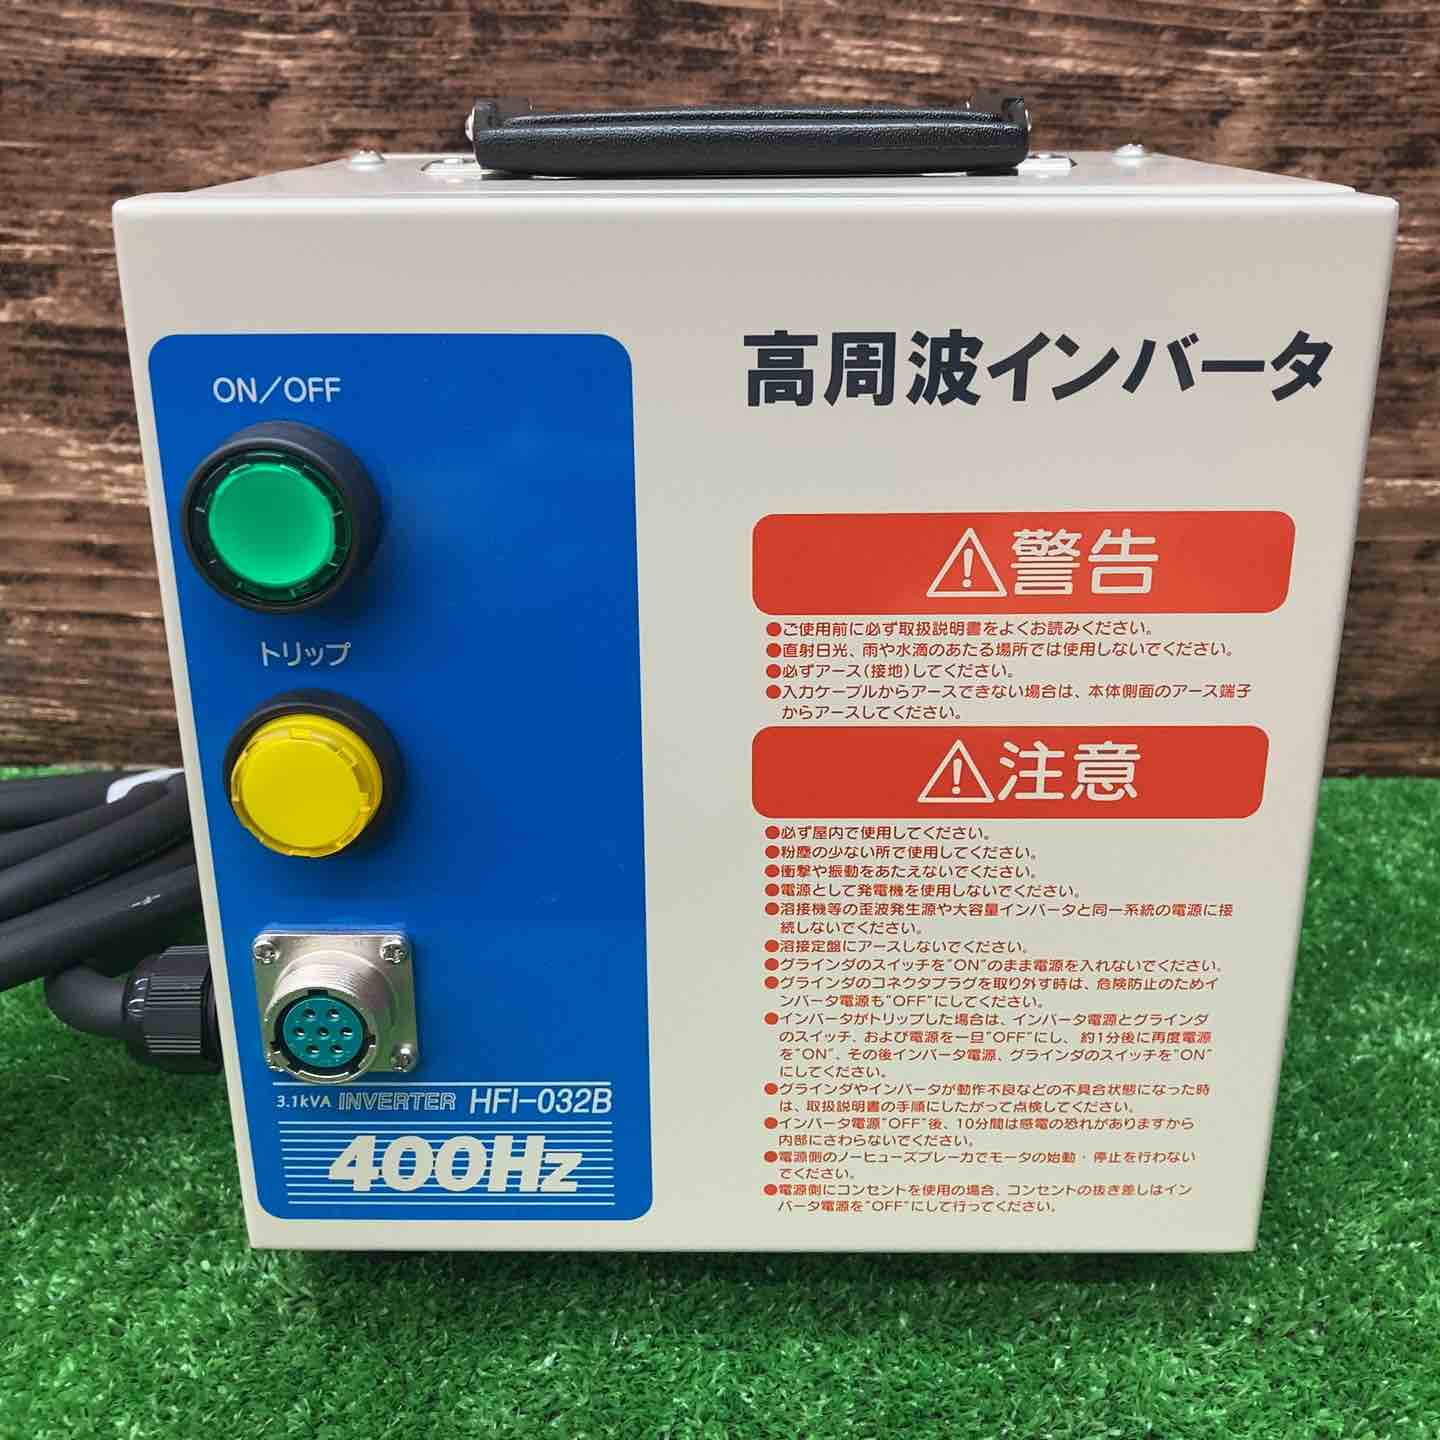 高周波インバータ
ON/OFF
トリップ
3.1kVA INVERTER HFI-032B
400Hz
警告
●ご使用前に必ず取扱説明書をよくお読みください。
●直射日光、雨や水滴のあたる場所では使用しないでください。
●必ずアース(接地)してください。
●入力ケーブルからアースできない場合は、本体側面のアース端子
からアースしてください。
注意
●必ず屋内で使用してください。
●粉塵の少ない所で使用してください。
●衝撃や振動をあたえないでください。
●電源として発電機を使用しないでください。
●溶接機等の歪波発生源や大容量インバータと同一系統の電源に接
続しないでください。
●溶接定盤にアースしないでください。
●グラインダのスイッチを"ON"のまま電源を入れないでください。
●グラインダのコネクタプラグを取り外す時は、危険防止のためイ
ンバータ電源も"OFF"にしてください。
●インバータがトリップした場合は、インバータ電源とグラインダ
のスイッチ、および電源を一旦"OFF"にし、約1分後に再度電源
を"ON"、その後インバータ電源、グラインダのスイッチを"ON"
にしてください。
●グラインダやインバータが動作不良などの不具合状態になった時
は、取扱説明書の手順にしたがって点検してください。
●インバータ電源"OFF"後、10分間は感電の恐れがありますから
内部にさわらないでください。
●電源側のノーヒューズブレーカでモータの始動・停止を行わない
でください。
●電源側にコンセントを使用の場合、コンセントの抜き差しはイン
バータ電源を"OFF"にして行ってください。